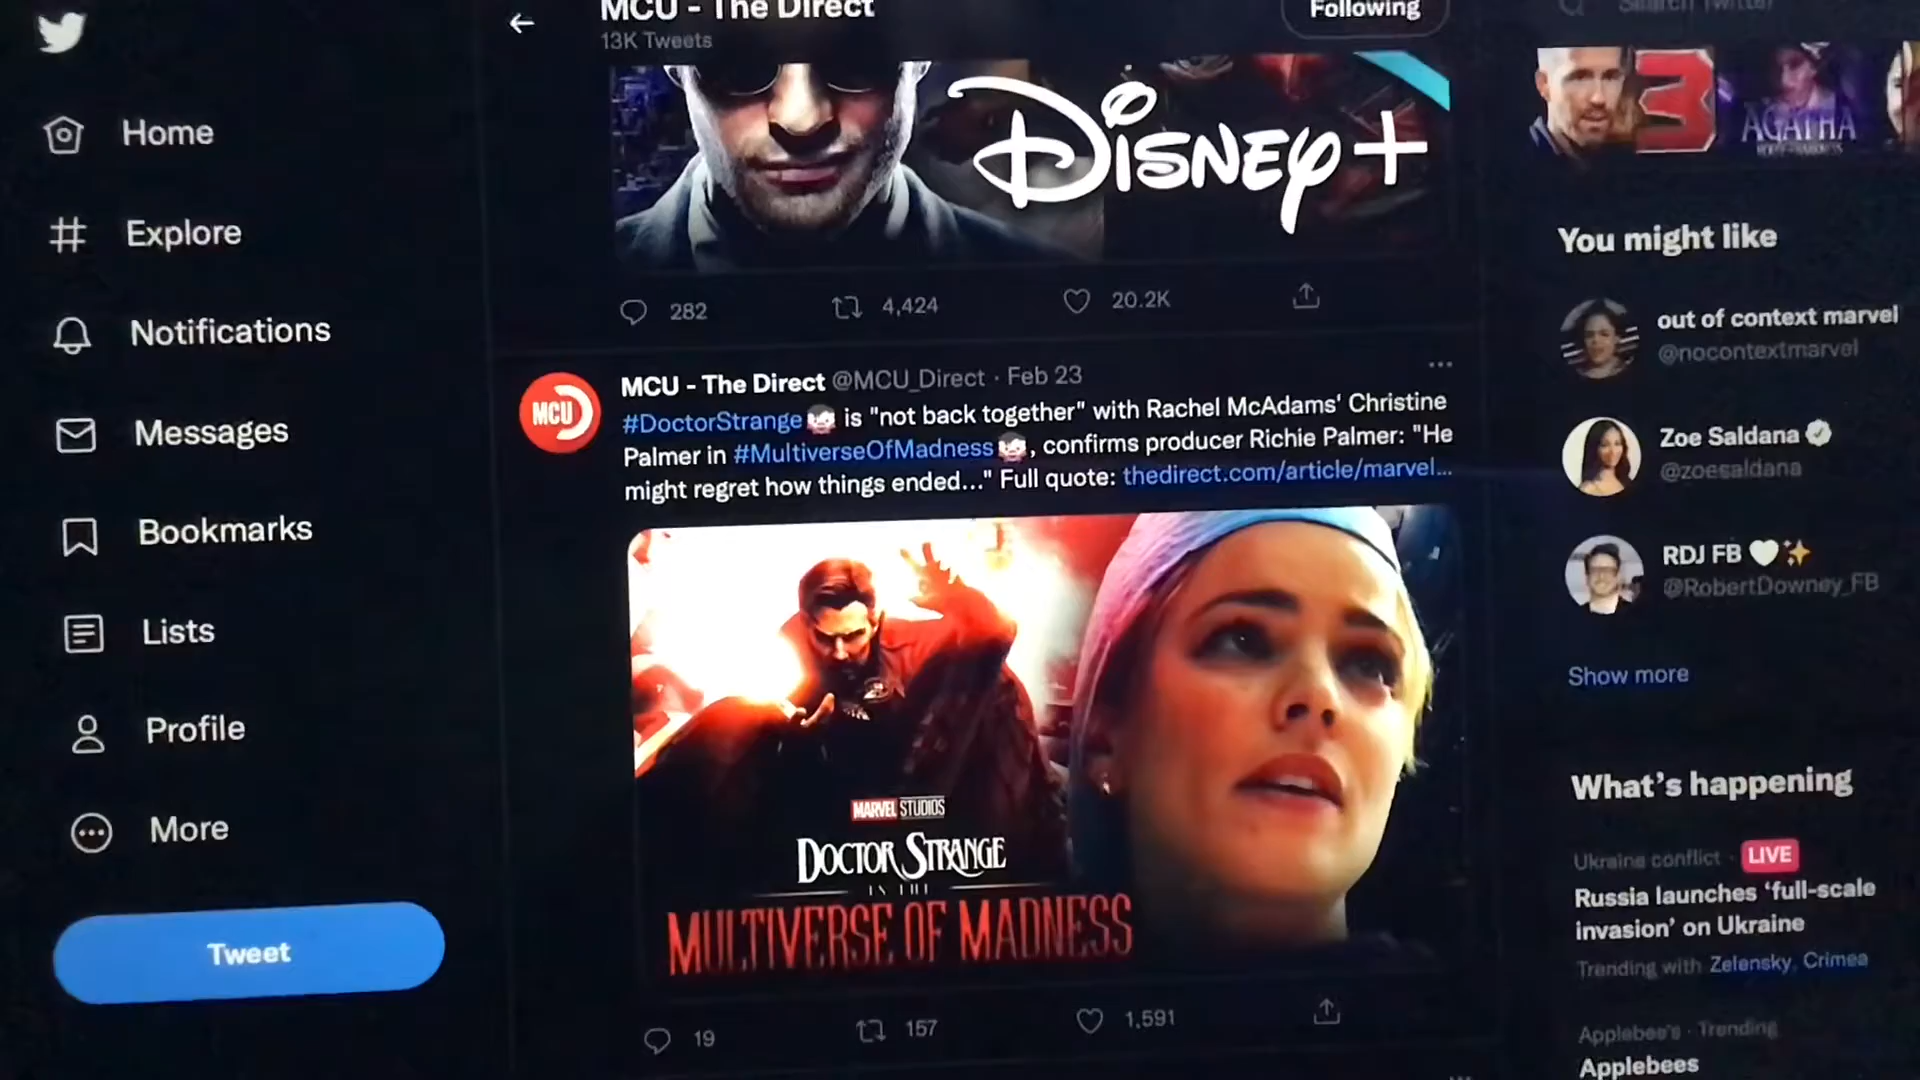 MCU - The Direct
13K Tweets
Following
Search Twitter
Home
Explore
Notifications
Messages
Bookmarks
Lists
Profile
More
Tweet
DISNEY+
282
4,424
20.2K
MCU - The Direct @MCU_Direct · Feb 23
#DoctorStrange is "not back together" with Rachel McAdams' Christine
Palmer in #MultiverseOfMadness, confirms producer Richie Palmer: "He
might regret how things ended..." Full quote: thedirect.com/article/marvel...
MCU
MARVEL STUDIOS
DOCTOR STRANGE
IN THE
MULTIVERSE OF MADNESS
19
157
1,591
3
AGATHA
You might like
out of context marvel
@nocontextmarvel
Zoe Saldana
@zoesaldana
RDJ FB
@RobertDowney_FB
Show more
What's happening
Ukraine conflict · LIVE
Russia launches 'full-scale
invasion' on Ukraine
Trending with Zelensky, Crimea
Applebee's · Trending
Applebees